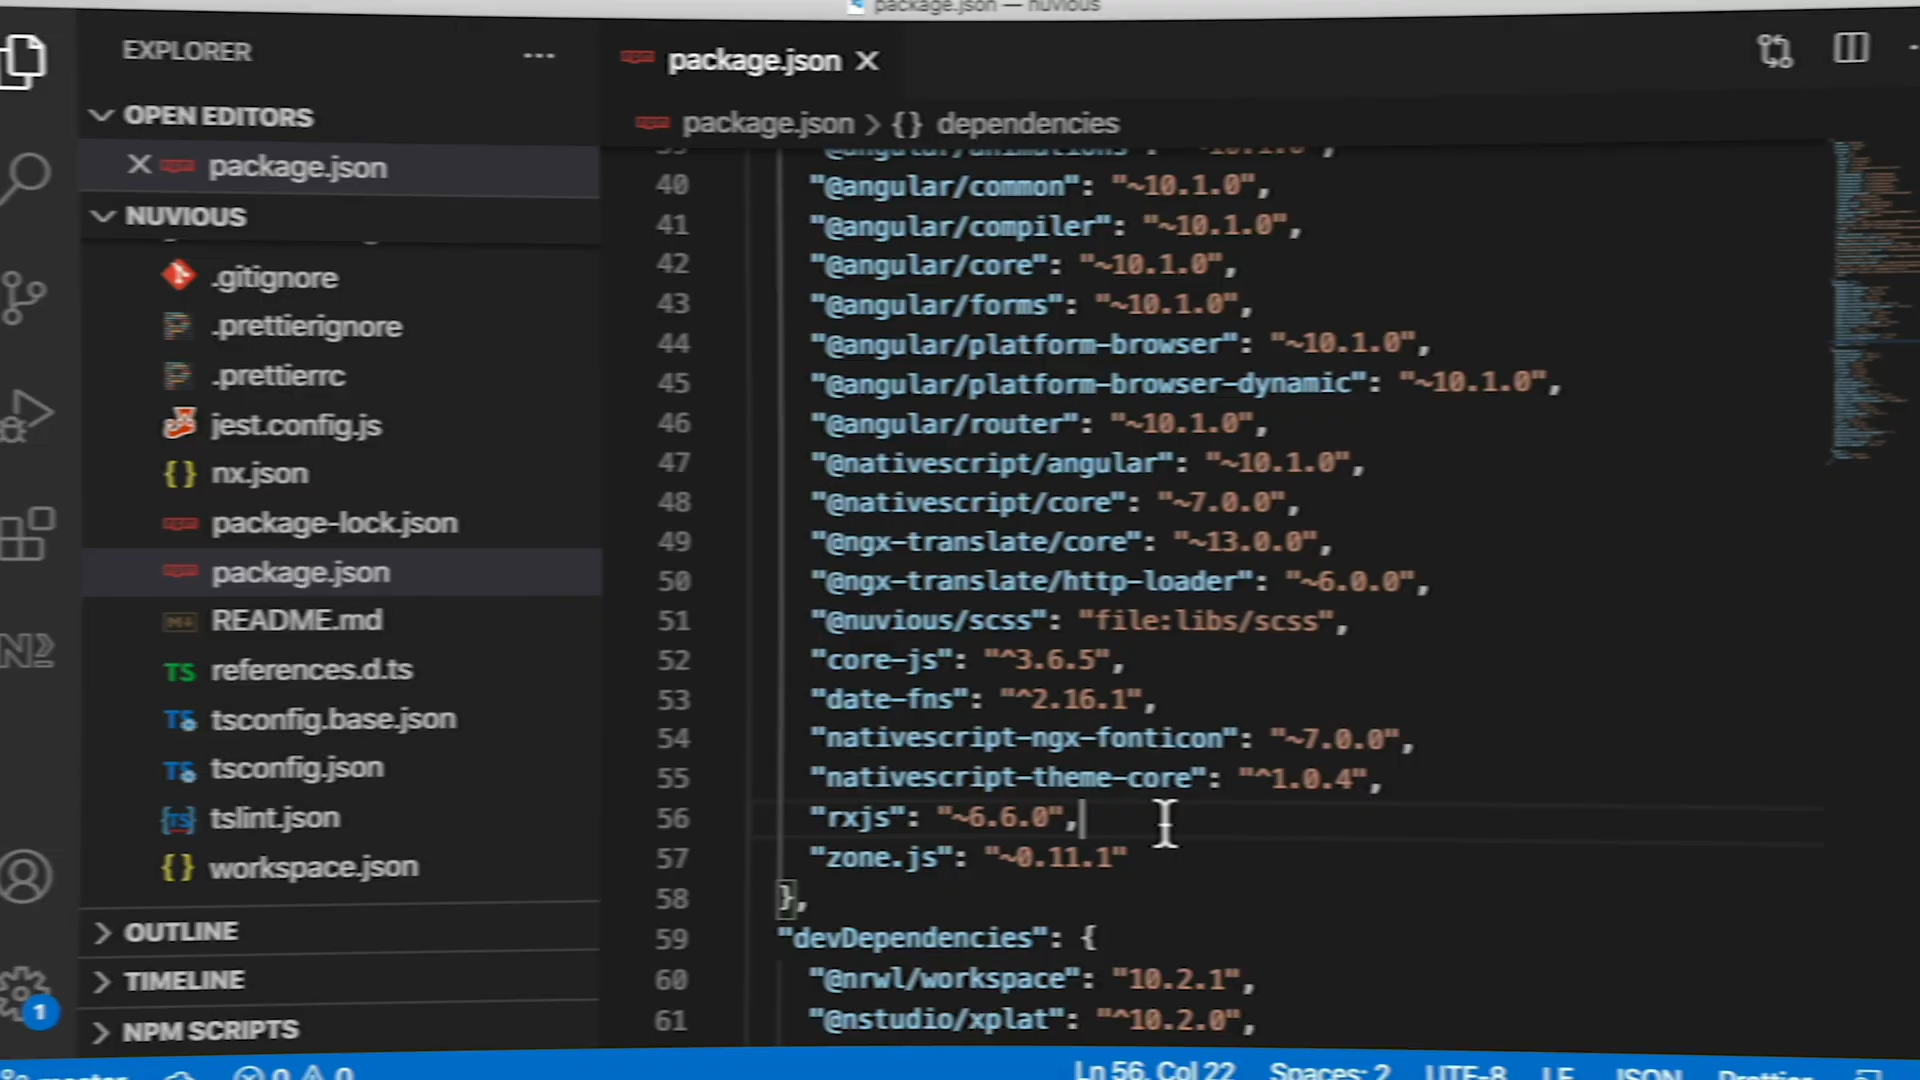 package.json — nuvious
EXPLORER
OPEN EDITORS
package.json
NUVIOUS
.gitignore
.prettierignore
.prettierrc
jest.config.js
nx.json
package-lock.json
package.json
README.md
TS references.d.ts
TS tsconfig.base.json
TS tsconfig.json
TS tslint.json
workspace.json
OUTLINE
TIMELINE
NPM SCRIPTS
1
package.json
package.json > {} dependencies
40 "@angular/common": "~10.1.0",
41 "@angular/compiler": "~10.1.0",
42 "@angular/core": "~10.1.0",
43 "@angular/forms": "~10.1.0",
44 "@angular/platform-browser": "~10.1.0",
45 "@angular/platform-browser-dynamic": "~10.1.0",
46 "@angular/router": "~10.1.0",
47 "@nativescript/angular": "~10.1.0",
48 "@nativescript/core": "~7.0.0",
49 "@ngx-translate/core": "~13.0.0",
50 "@ngx-translate/http-loader": "~6.0.0",
51 "@nuvious/scss": "file:libs/scss",
52 "core-js": "^3.6.5",
53 "date-fns": "^2.16.1",
54 "nativescript-ngx-fonticon": "~7.0.0",
55 "nativescript-theme-core": "^1.0.4",
56 "rxjs": "~6.6.0",
57 "zone.js": "~0.11.1"
58 },
59 "devDependencies": {
60 "@nrwl/workspace": "10.2.1",
61 "@nstudio/xplat": "^10.2.0",
Ln 56, Col 22 Spaces: 2 UTF-8 LF JSON Prettier